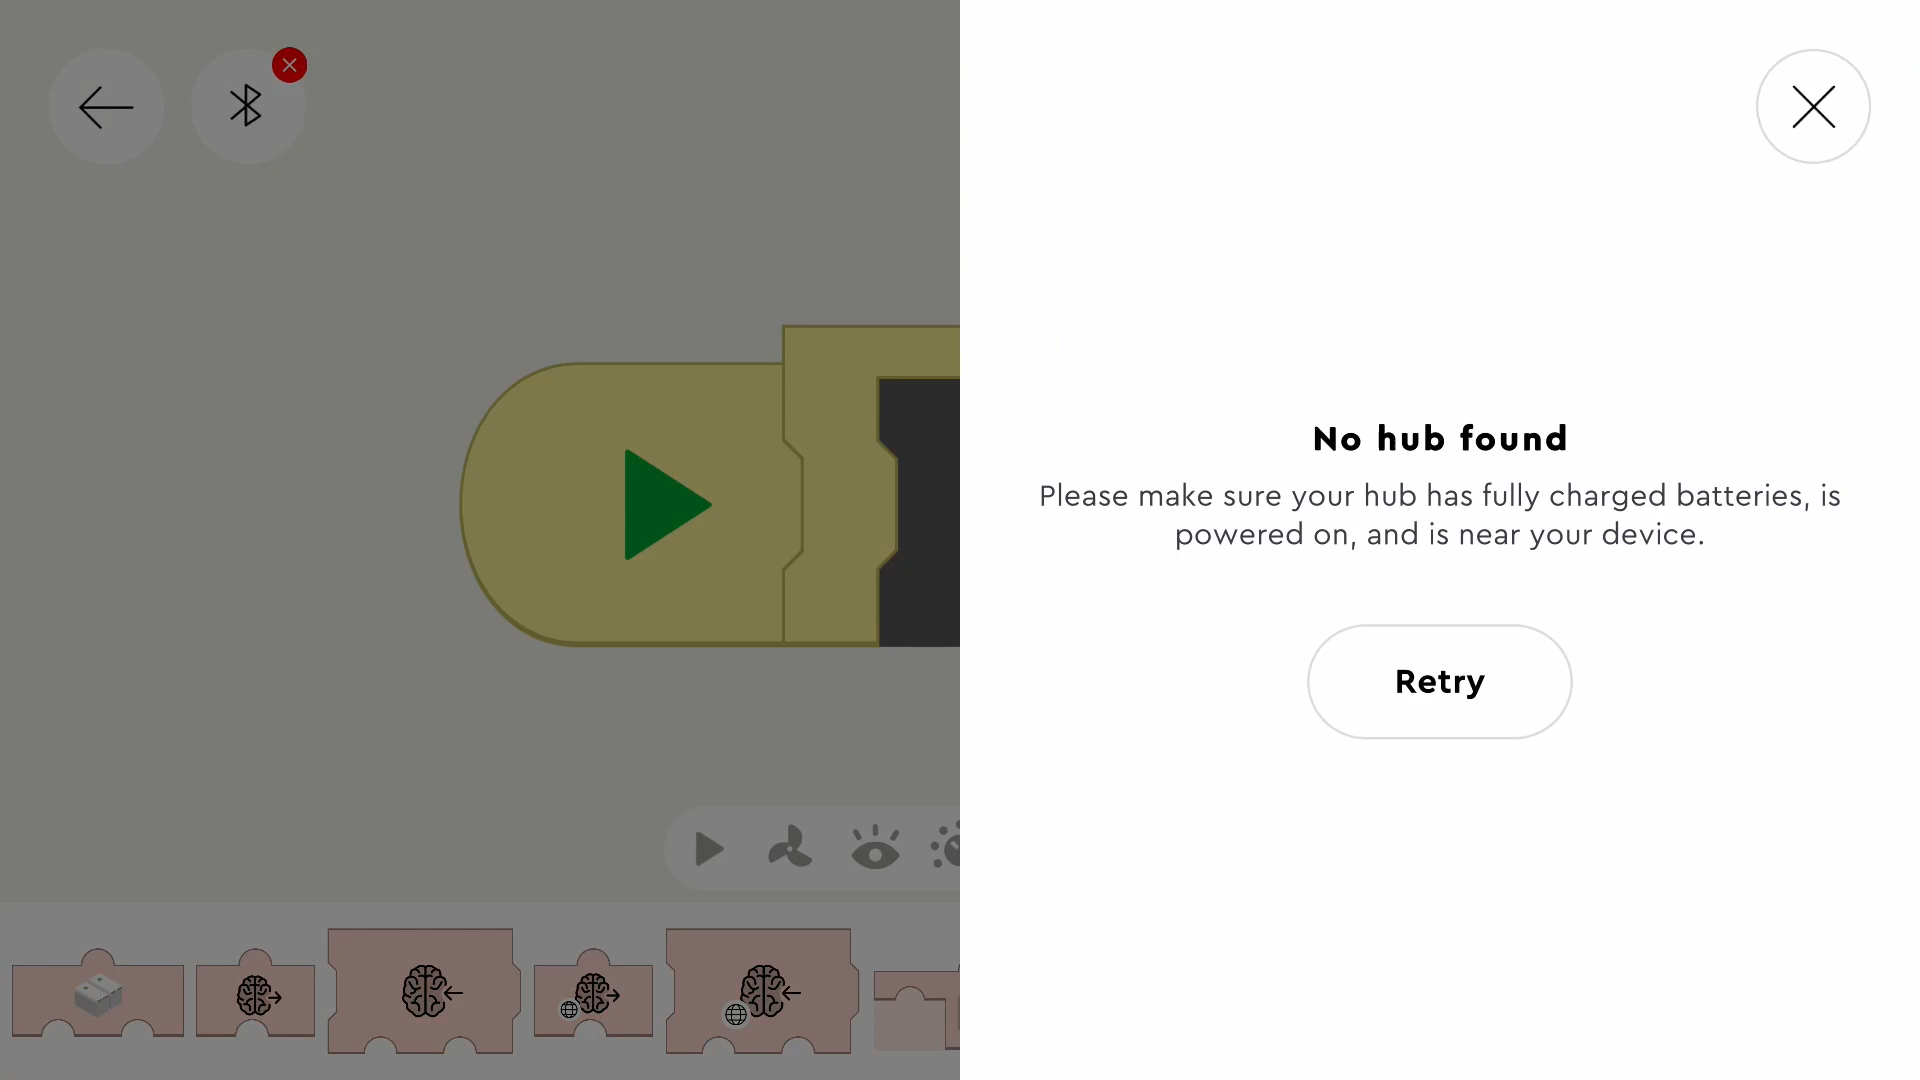 No hub found
Please make sure your hub has fully charged batteries, is
powered on, and is near your device.
Retry